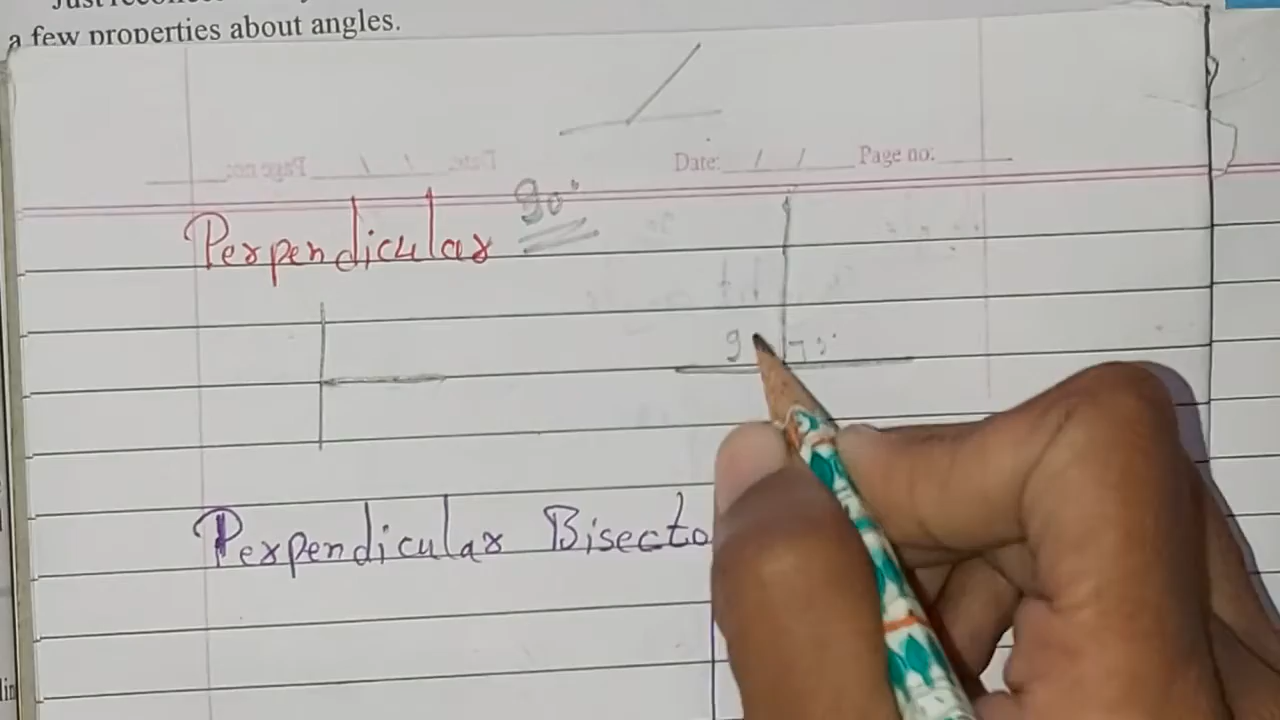 a few properties about angles.
Date: / / Page no:
Perpendicular 90°
Perpendicular Bisecto